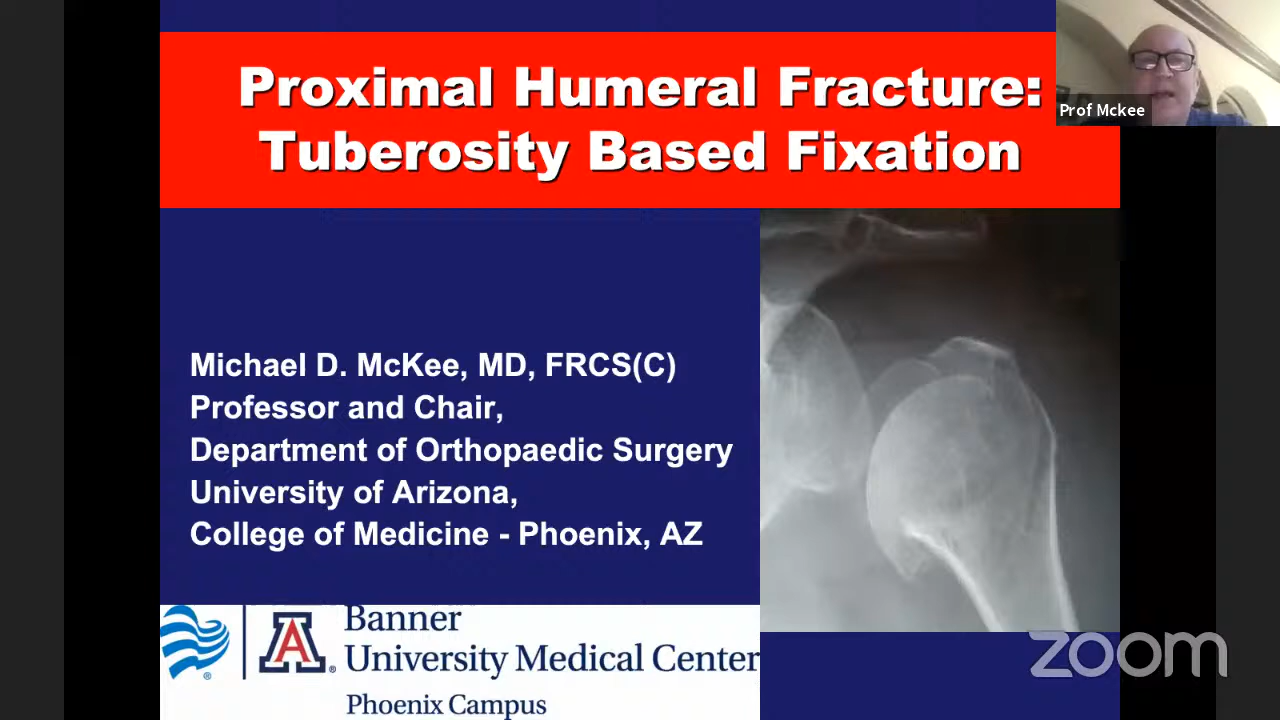 Proximal Humeral Fracture:
Tuberosity Based Fixation
Prof Mckee
Michael D. McKee, MD, FRCS(C)
Professor and Chair,
Department of Orthopaedic Surgery
University of Arizona,
College of Medicine - Phoenix, AZ
A
Banner
University Medical Center
Phoenix Campus
zoom